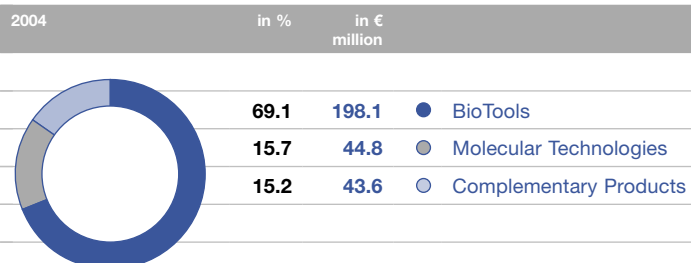 2004 in % in €
million
69.1 198.1 BioTools
15.7 44.8 Molecular Technologies
15.2 43.6 Complementary Products